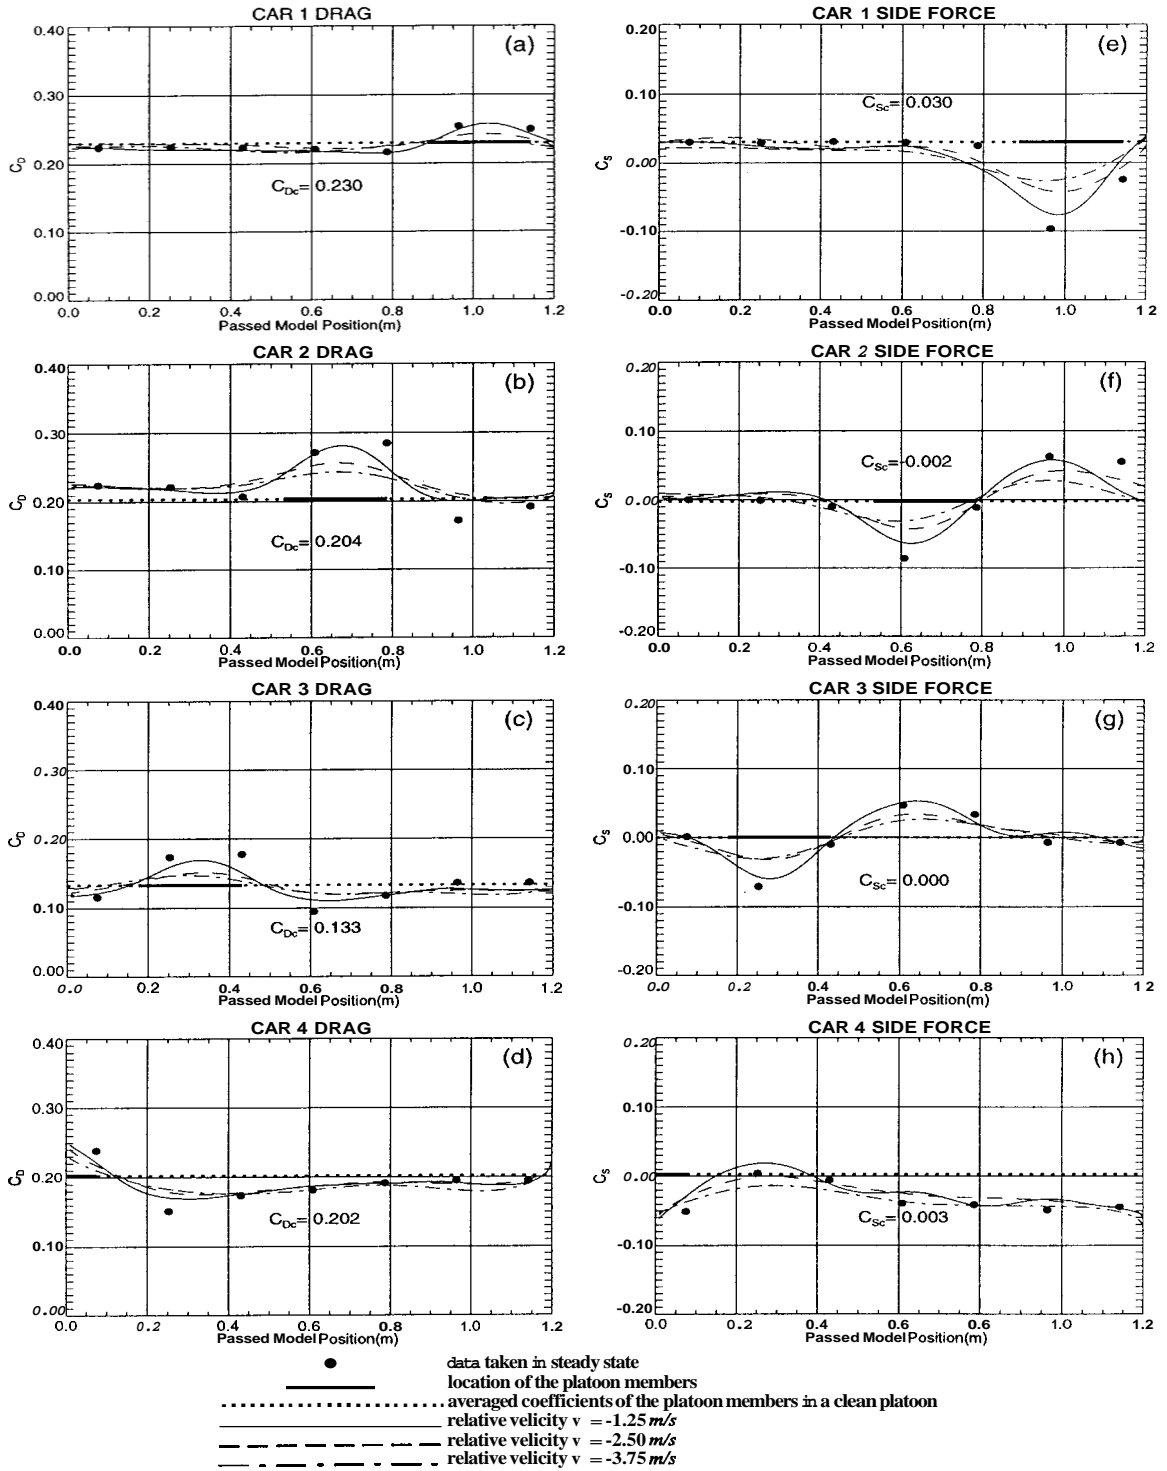 CAR 1 DRAG
(a)
C_D
0.40
0.30
0.20
0.10
0.00
C_Dc= 0.230
0.0 0.2 0.4 0.6 0.8 1.0 1.2
Passed Model Position(m)
CAR 1 SIDE FORCE
(e)
C_S
0.20
0.10
0.00
-0.10
-0.20
C_Sc= 0.030
0.0 0.2 0.4 0.6 0.8 1.0 1.2
Passed Model Position(m)
CAR 2 DRAG
(b)
C_D
0.40
0.30
0.20
0.10
0.00
C_Dc= 0.204
0.0 0.2 0.4 0.6 0.8 1.0 1.2
Passed Model Position(m)
CAR 2 SIDE FORCE
(f)
C_S
0.20
0.10
0.00
-0.10
-0.20
C_Sc=-0.002
0.0 0.2 0.4 0.6 0.8 1.0 1.2
Passed Model Position(m)
CAR 3 DRAG
(c)
C_D
0.40
0.30
0.20
0.10
0.00
C_Dc= 0.133
0.0 0.2 0.4 0.6 0.8 1.0 1.2
Passed Model Position(m)
CAR 3 SIDE FORCE
(g)
C_S
0.20
0.10
0.00
-0.10
-0.20
C_Sc= 0.000
0.0 0.2 0.4 0.6 0.8 1.0 1 2
Passed Model Position(m)
CAR 4 DRAG
(d)
C_D
0.40
0.30
0.20
0.10
0.00
C_Dc= 0.202
0.0 0.2 0.4 0.6 0.8 1.0 1.2
Passed Model Position(m)
CAR 4 SIDE FORCE
(h)
C_S
0.20
0.10
0.00
-0.10
-0.20
C_Sc= 0.003
0.0 0.2 0.4 0.6 0.8 1.0 1.2
Passed Model Position(m)
data taken in steady state
location of the platoon members
averaged coefficients of the platoon members in a clean platoon
relative velicity v = -1.25 m/s
relative velocity v = -2.50 m/s
relative velocity v = -3.75 m/s